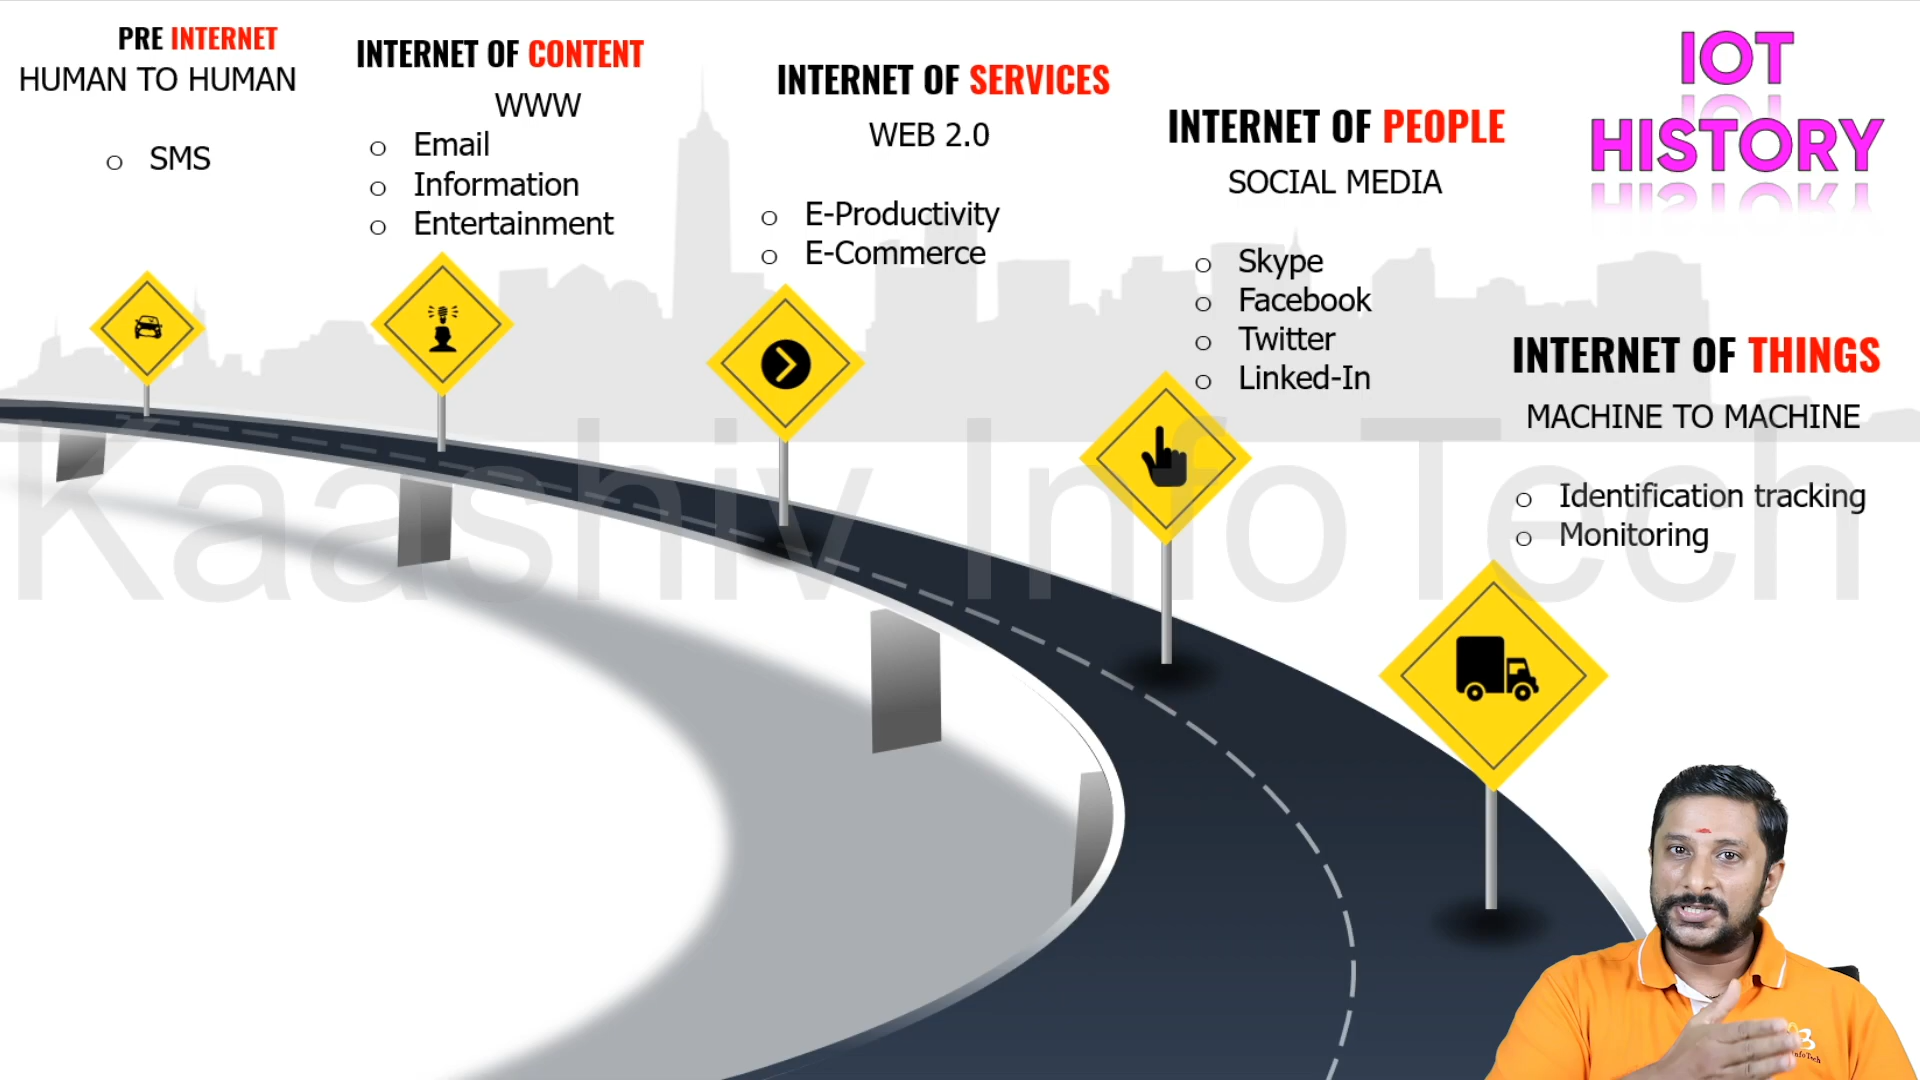 PRE INTERNET
HUMAN TO HUMAN
SMS
INTERNET OF CONTENT
WWW
Email
Information
Entertainment
INTERNET OF SERVICES
WEB 2.0
E-Productivity
E-Commerce
INTERNET OF PEOPLE
SOCIAL MEDIA
Skype
Facebook
Twitter
Linked-In
IOT
HISTORY
INTERNET OF THINGS
MACHINE TO MACHINE
Identification tracking
Monitoring
Kaashiv InfoTech